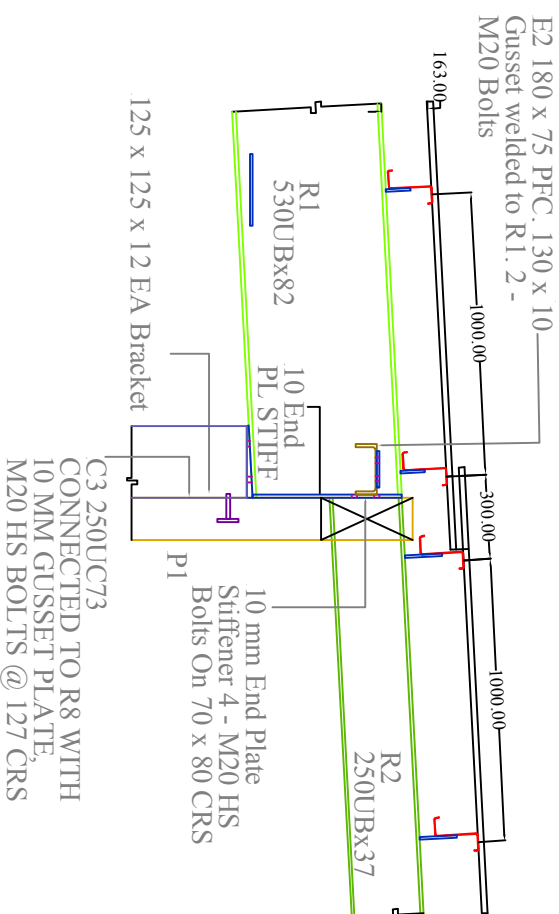 E2 180 x 75 PFC. 130 x 10
Gusset welded to R1. 2 -
M20 Bolts
163.00
1000.00
300.00
1000.00
R1
530UBx82
10 End
PL STIFF
R2
250UBx37
125 x 125 x 12 EA Bracket
P1
10 mm End Plate
Stiffener 4 - M20 HS
Bolts On 70 x 80 CRS
C3 250UC73
CONNECTED TO R8 WITH
10 MM GUSSET PLATE,
M20 HS BOLTS @ 127 CRS